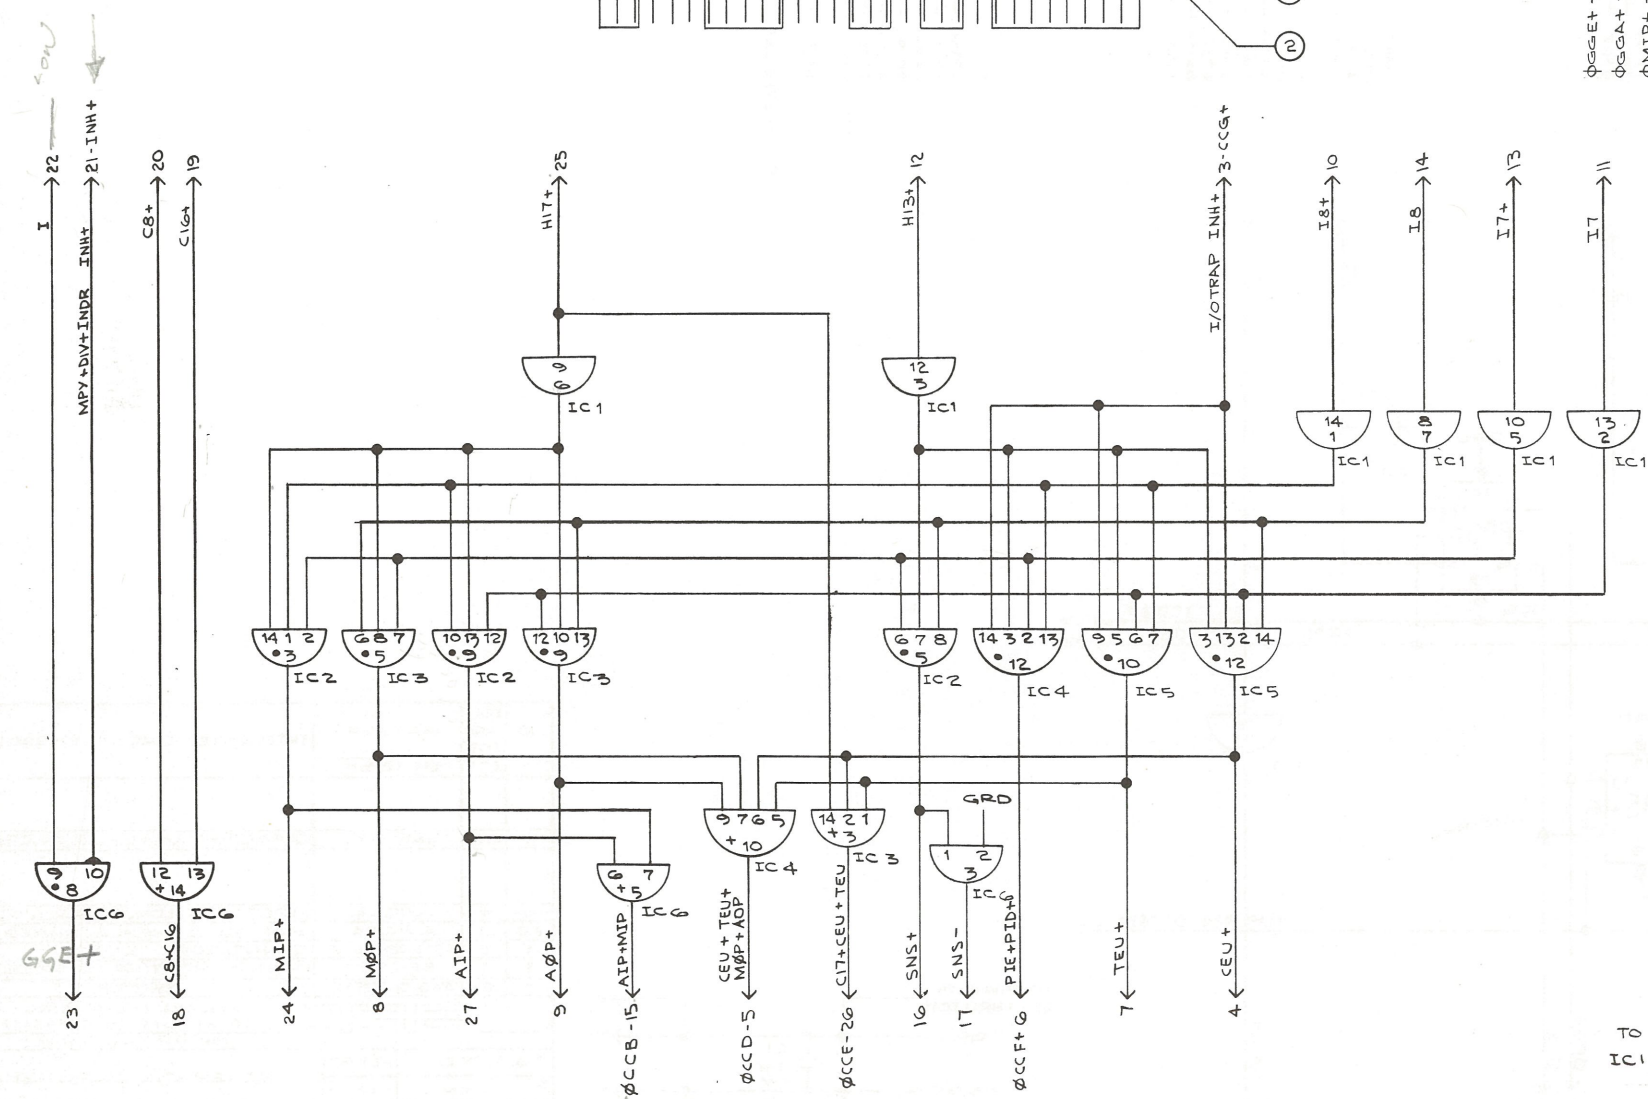 2
ØGGE+
ØGGA+
22
21-INH+
20
19
25
12
3-CCG+
10
14
13
11
I
MPY+DIV+INDR INH+
C8+
C16+
H17+
H13+
I/OTRAP INH+
I8+
I8
I7+
I7
9
6
IC1
12
3
IC1
14
1
IC1
8
7
IC1
10
5
IC1
13
2
IC1
14 1 2
3
IC2
6 8 7
5
IC3
10 13 12
9
IC2
12 10 13
9
IC3
6 7 8
5
IC2
14 3 2 13
12
IC4
9 5 6 7
10
IC5
3 13 2 14
12
IC5
9 10
8
IC6
12 13
+14
IC6
6 7
+5
IC6
9 7 6 5
+10
IC4
14 2 1
+3
IC3
GRD
1 2
3
IC6
GGE+
C8+C16
MIP+
MØP+
AIP+
AØP+
AIP+MIP
CEU+ TEU+
MØP+AOP
C17+CEU+TEU
SNS+
SNS-
PIE+PID+6
TEU+
CEU+
23
18
24
8
27
9
ØCCB-15
ØCCD-5
ØCCE-26
16
17
ØCCF+6
7
4
TO
IC1